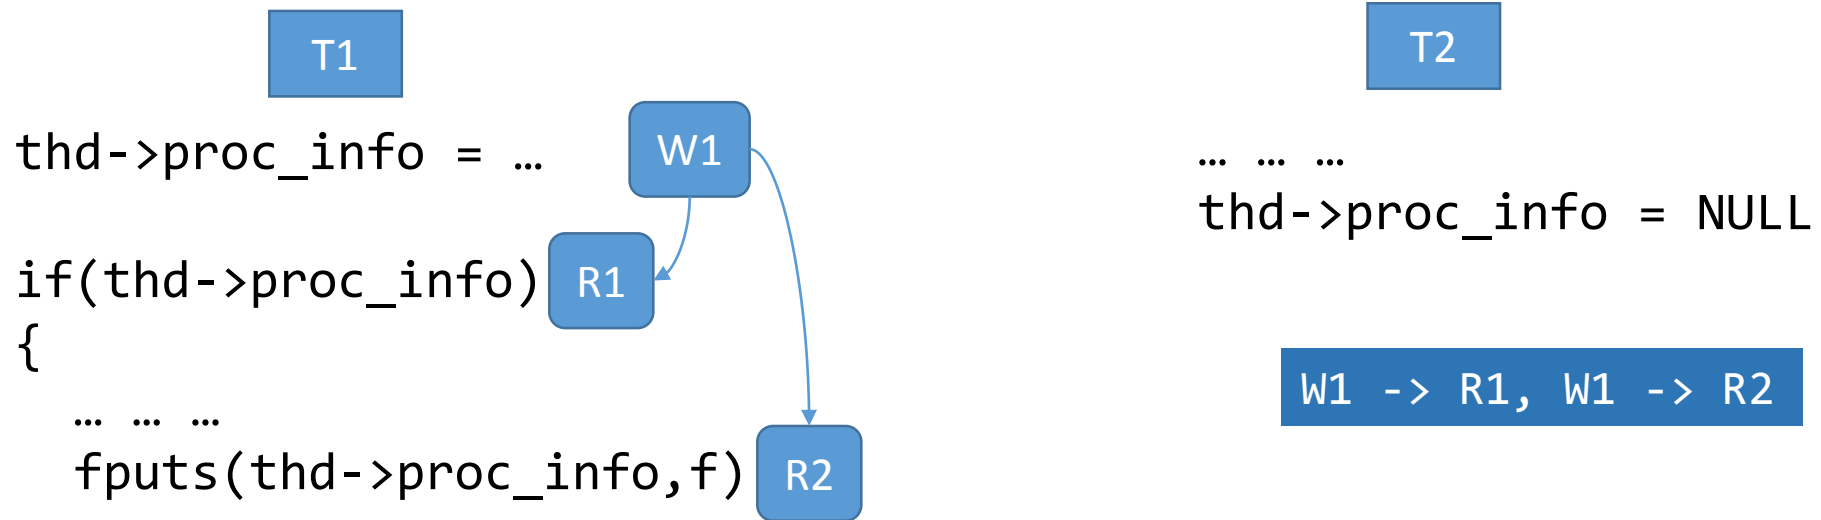 T1
thd->proc_info = …
W1
if(thd->proc_info)
R1
{
… … …
fputs(thd->proc_info,f)
R2
T2
… … …
thd->proc_info = NULL
W1 -> R1, W1 -> R2